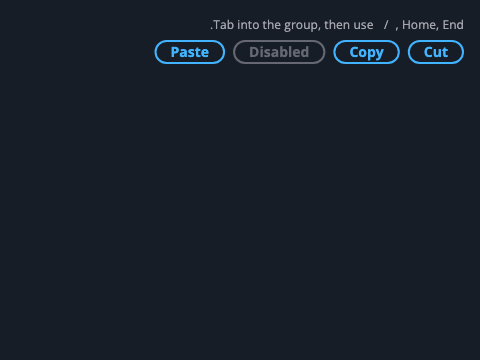 .Tab into the group, then use / , Home, End
Paste Disabled Copy Cut